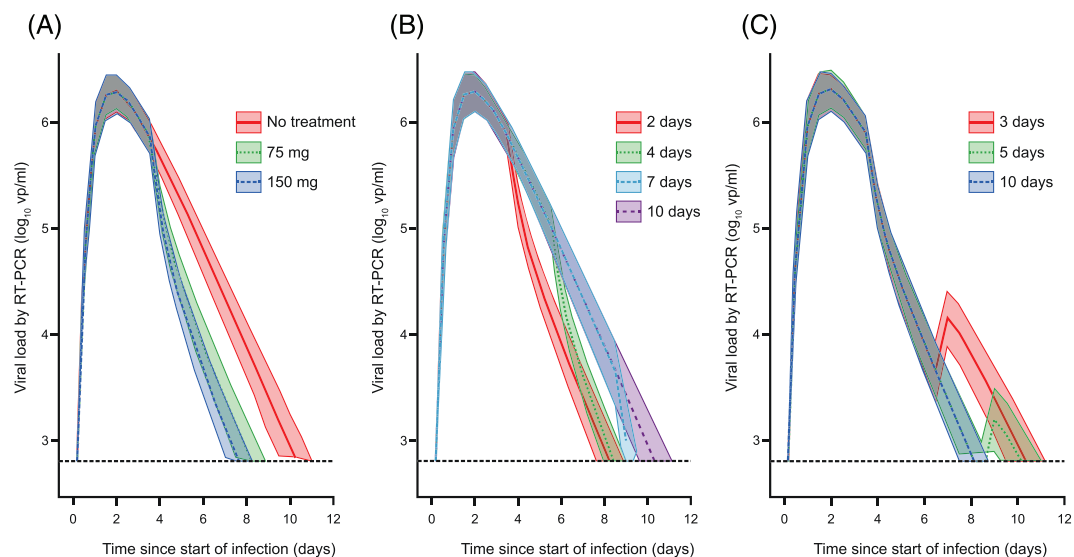 (A)
Viral load by RT-PCR (log10 vp/ml)
6
5
4
3
0 2 4 6 8 10 12
Time since start of infection (days)
No treatment
75 mg
150 mg
(B)
Viral load by RT-PCR (log10 vp/ml)
6
5
4
3
0 2 4 6 8 10 12
Time since start of infection (days)
2 days
4 days
7 days
10 days
(C)
Viral load by RT-PCR (og10 vp/ml)
6
5
4
3
0 2 4 6 8 10 12
Time since start of infection (days)
3 days
5 days
10 days